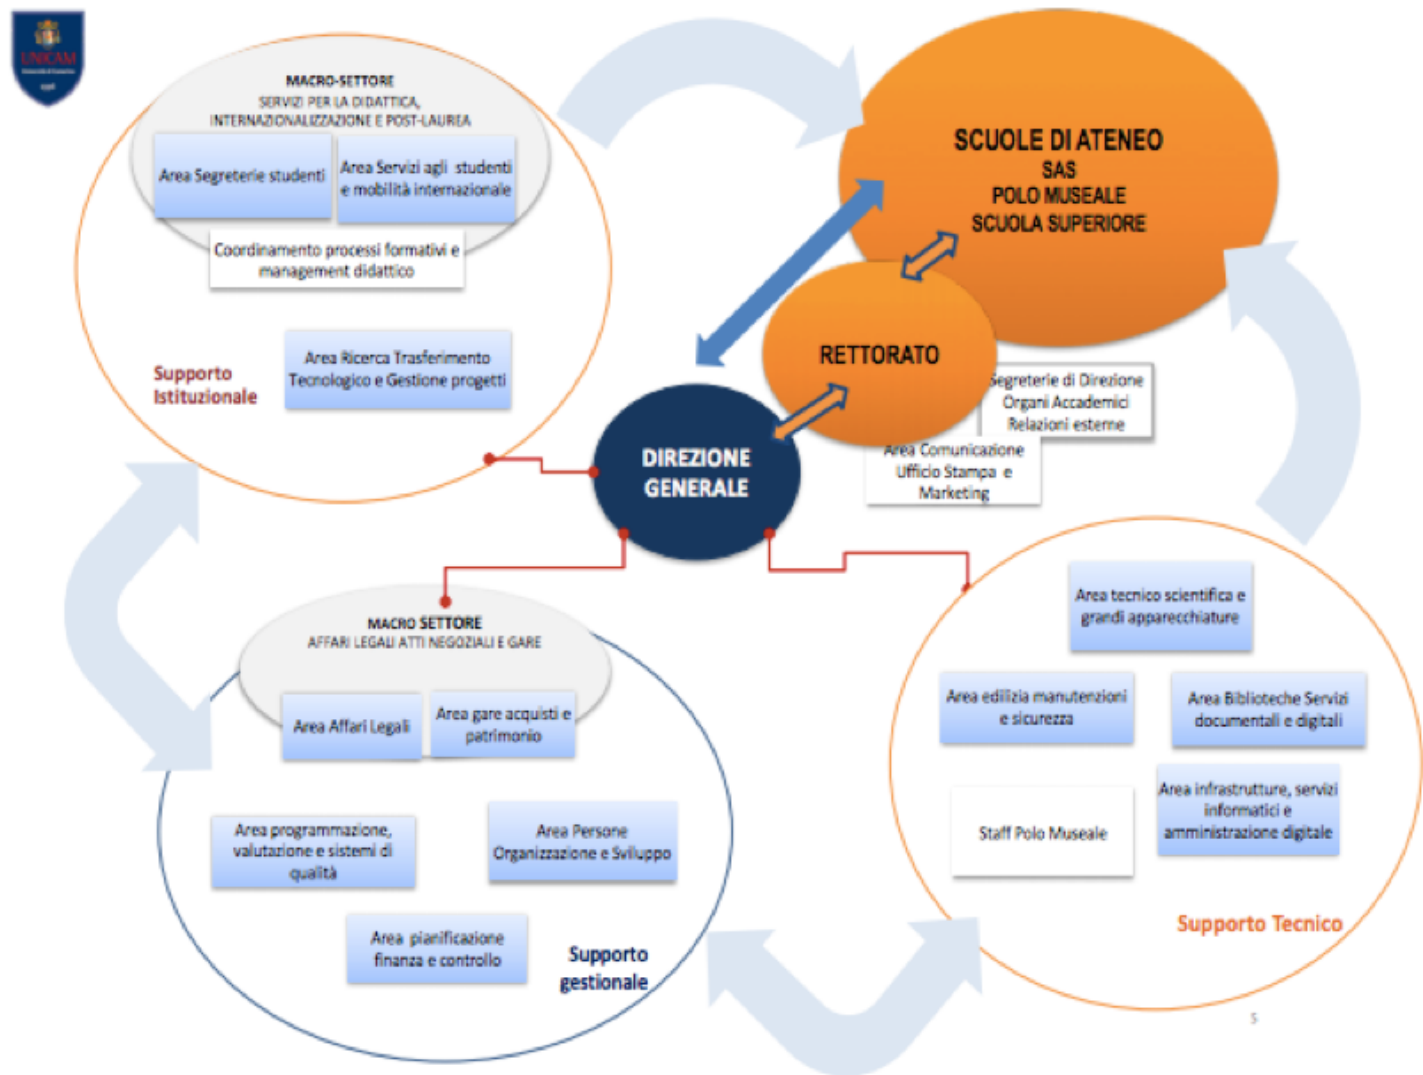 UNICAM
MACRO-SETTORE
SERVIZI PER LA DIDATTICA,
INTERNAZIONALIZZAZIONE E POST-LAUREA
Area Segreterie studenti
Area Servizi agli studenti
e mobilità internazionale
Coordinamento processi formativi e
management didattico
Area Ricerca Trasferimento
Tecnologico e Gestione progetti
Supporto
Istituzionale
SCUOLE DI ATENEO
SAS
POLO MUSEALE
SCUOLA SUPERIORE
RETTORATO
Segreterie di Direzione
Organi Accademici
Relazioni esterne
Area Comunicazione
Ufficio Stampa e
Marketing
DIREZIONE
GENERALE
MACRO SETTORE
AFFARI LEGALI ATTI NEGOZIALI E GARE
Area Affari Legali
Area gare acquisti e
patrimonio
Area programmazione,
valutazione e sistemi di
qualità
Area Persone
Organizzazione e Sviluppo
Area pianificazione
finanza e controllo
Supporto
gestionale
Area tecnico scientifica e
grandi apparecchiature
Area edilizia manutenzioni
e sicurezza
Area Biblioteche Servizi
documentali e digitali
Staff Polo Museale
Area infrastrutture, servizi
informatici e
amministrazione digitale
Supporto Tecnico
5